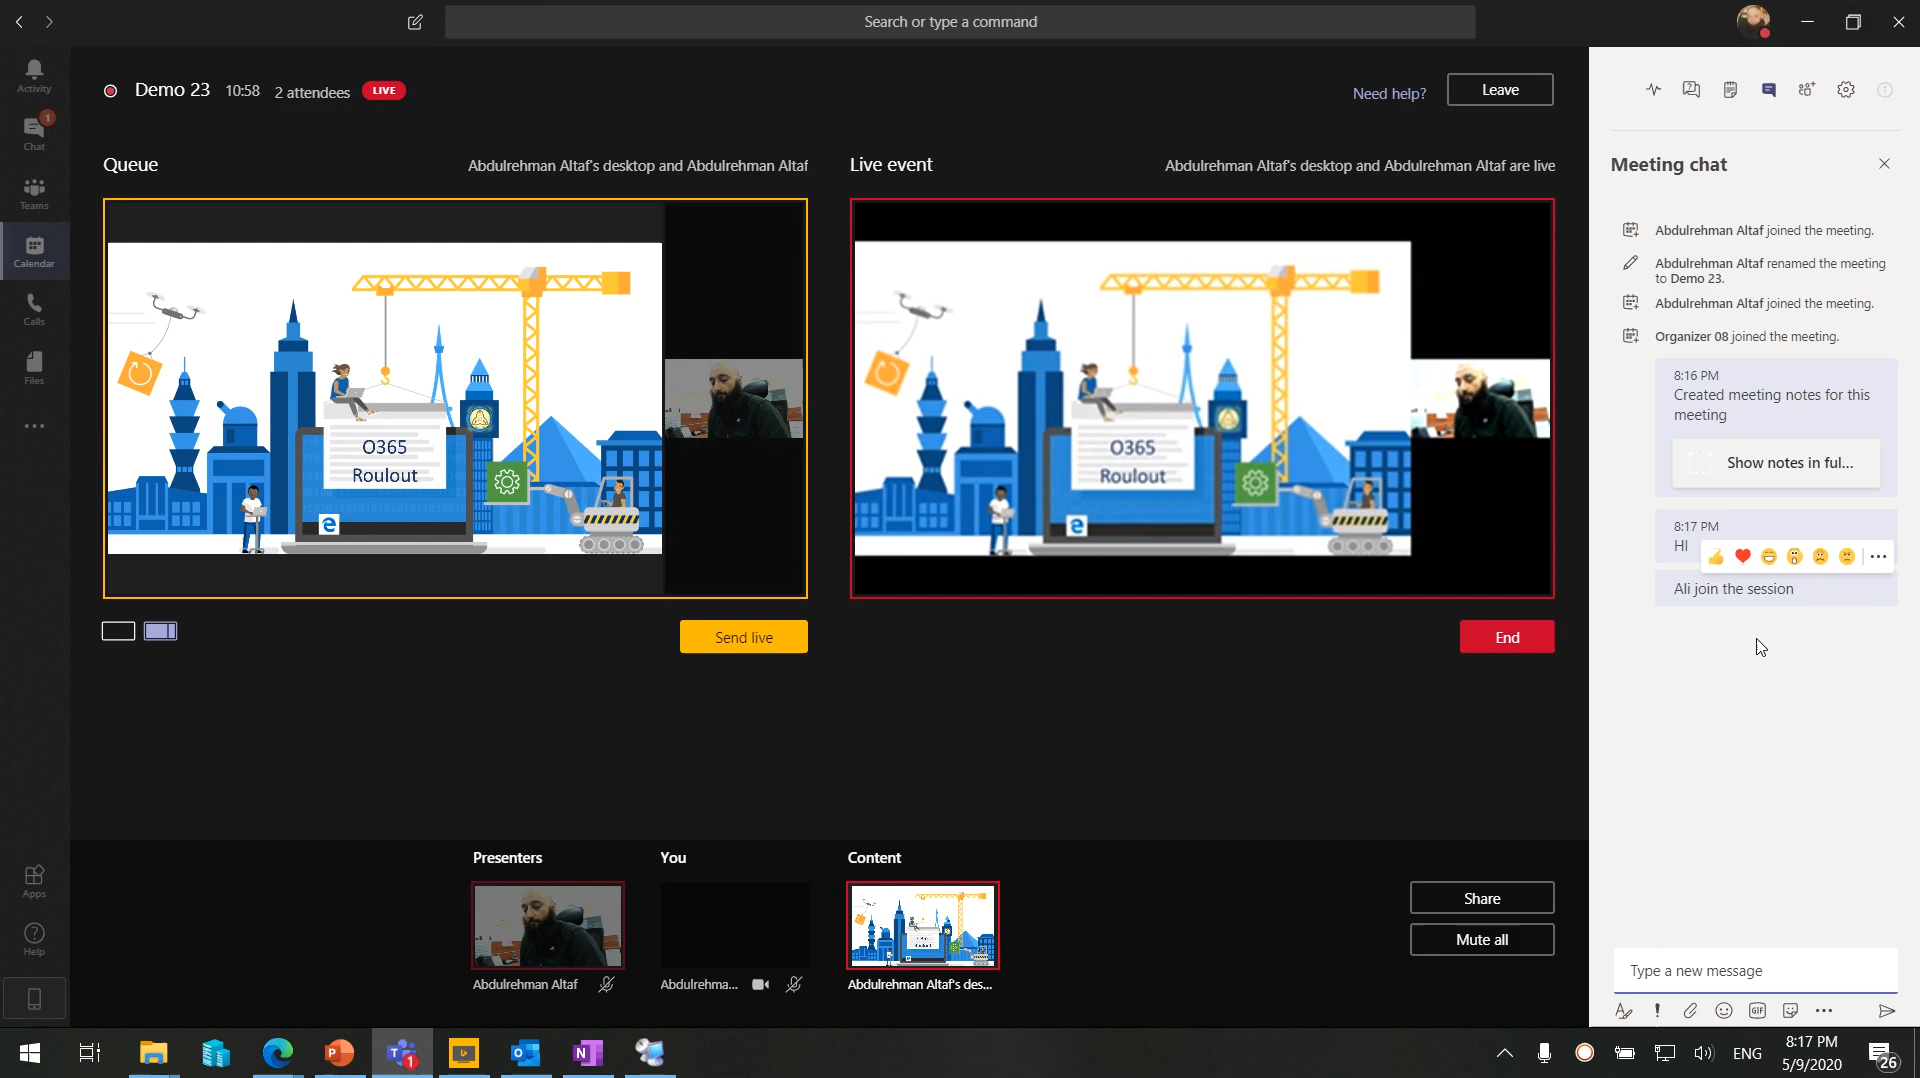 Search or type a command
Activity
1
Chat
Teams
Calendar
Calls
Files
Apps
Help
Demo 23 10:58 2 attendees LIVE
Need help?
Leave
Queue
Abdulrehman Altaf's desktop and Abdulrehman Altaf
Live event
Abdulrehman Altaf's desktop and Abdulrehman Altaf are live
O365
Roulout
O365
Roulout
Send live
End
Presenters
You
Content
Abdulrehman Altaf
Abdulrehma...
Abdulrehman Altaf's des...
Share
Mute all
Meeting chat
Abdulrehman Altaf joined the meeting.
Abdulrehman Altaf renamed the meeting
to Demo 23.
Abdulrehman Altaf joined the meeting.
Organizer 08 joined the meeting.
8:16 PM
Created meeting notes for this
meeting
Show notes in ful...
8:17 PM
HI
Ali join the session
Type a new message
GIF
1
ENG
8:17 PM
5/9/2020
26